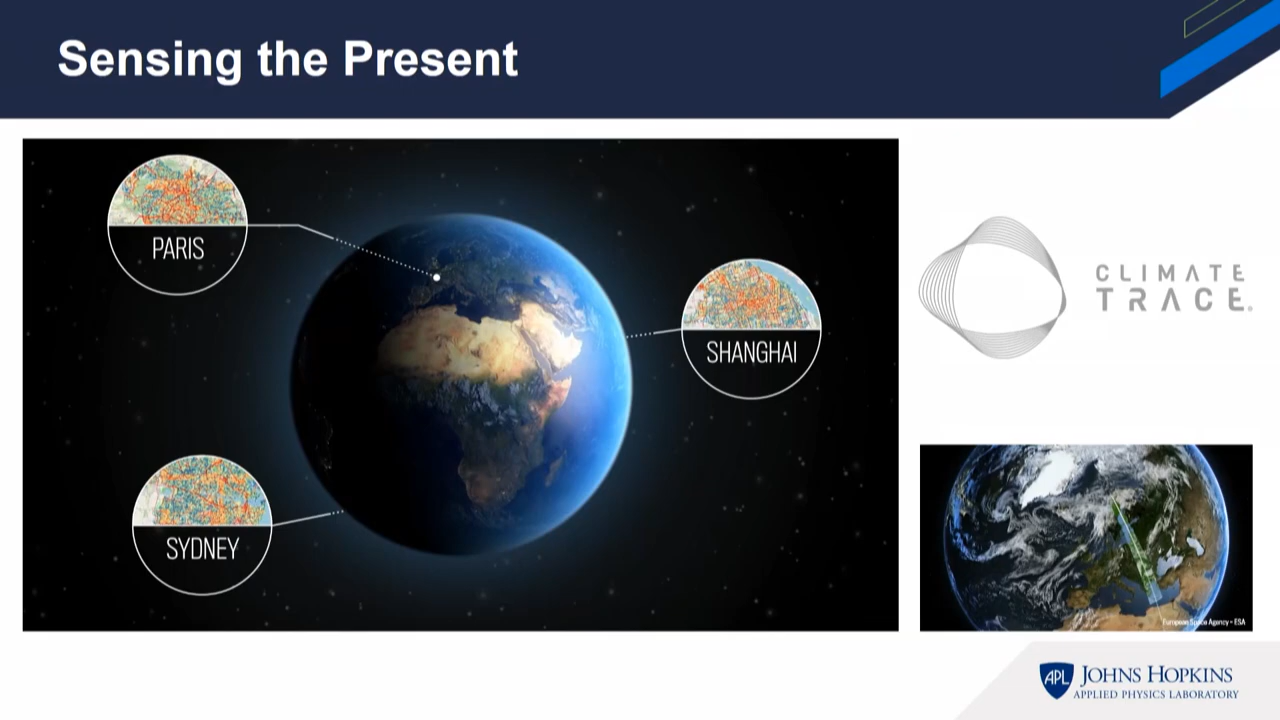 Sensing the Present
PARIS
SHANGHAI
SYDNEY
CLIMATE
TRACE®
European Space Agency - ESA
APL
JOHNS HOPKINS
APPLIED PHYSICS LABORATORY